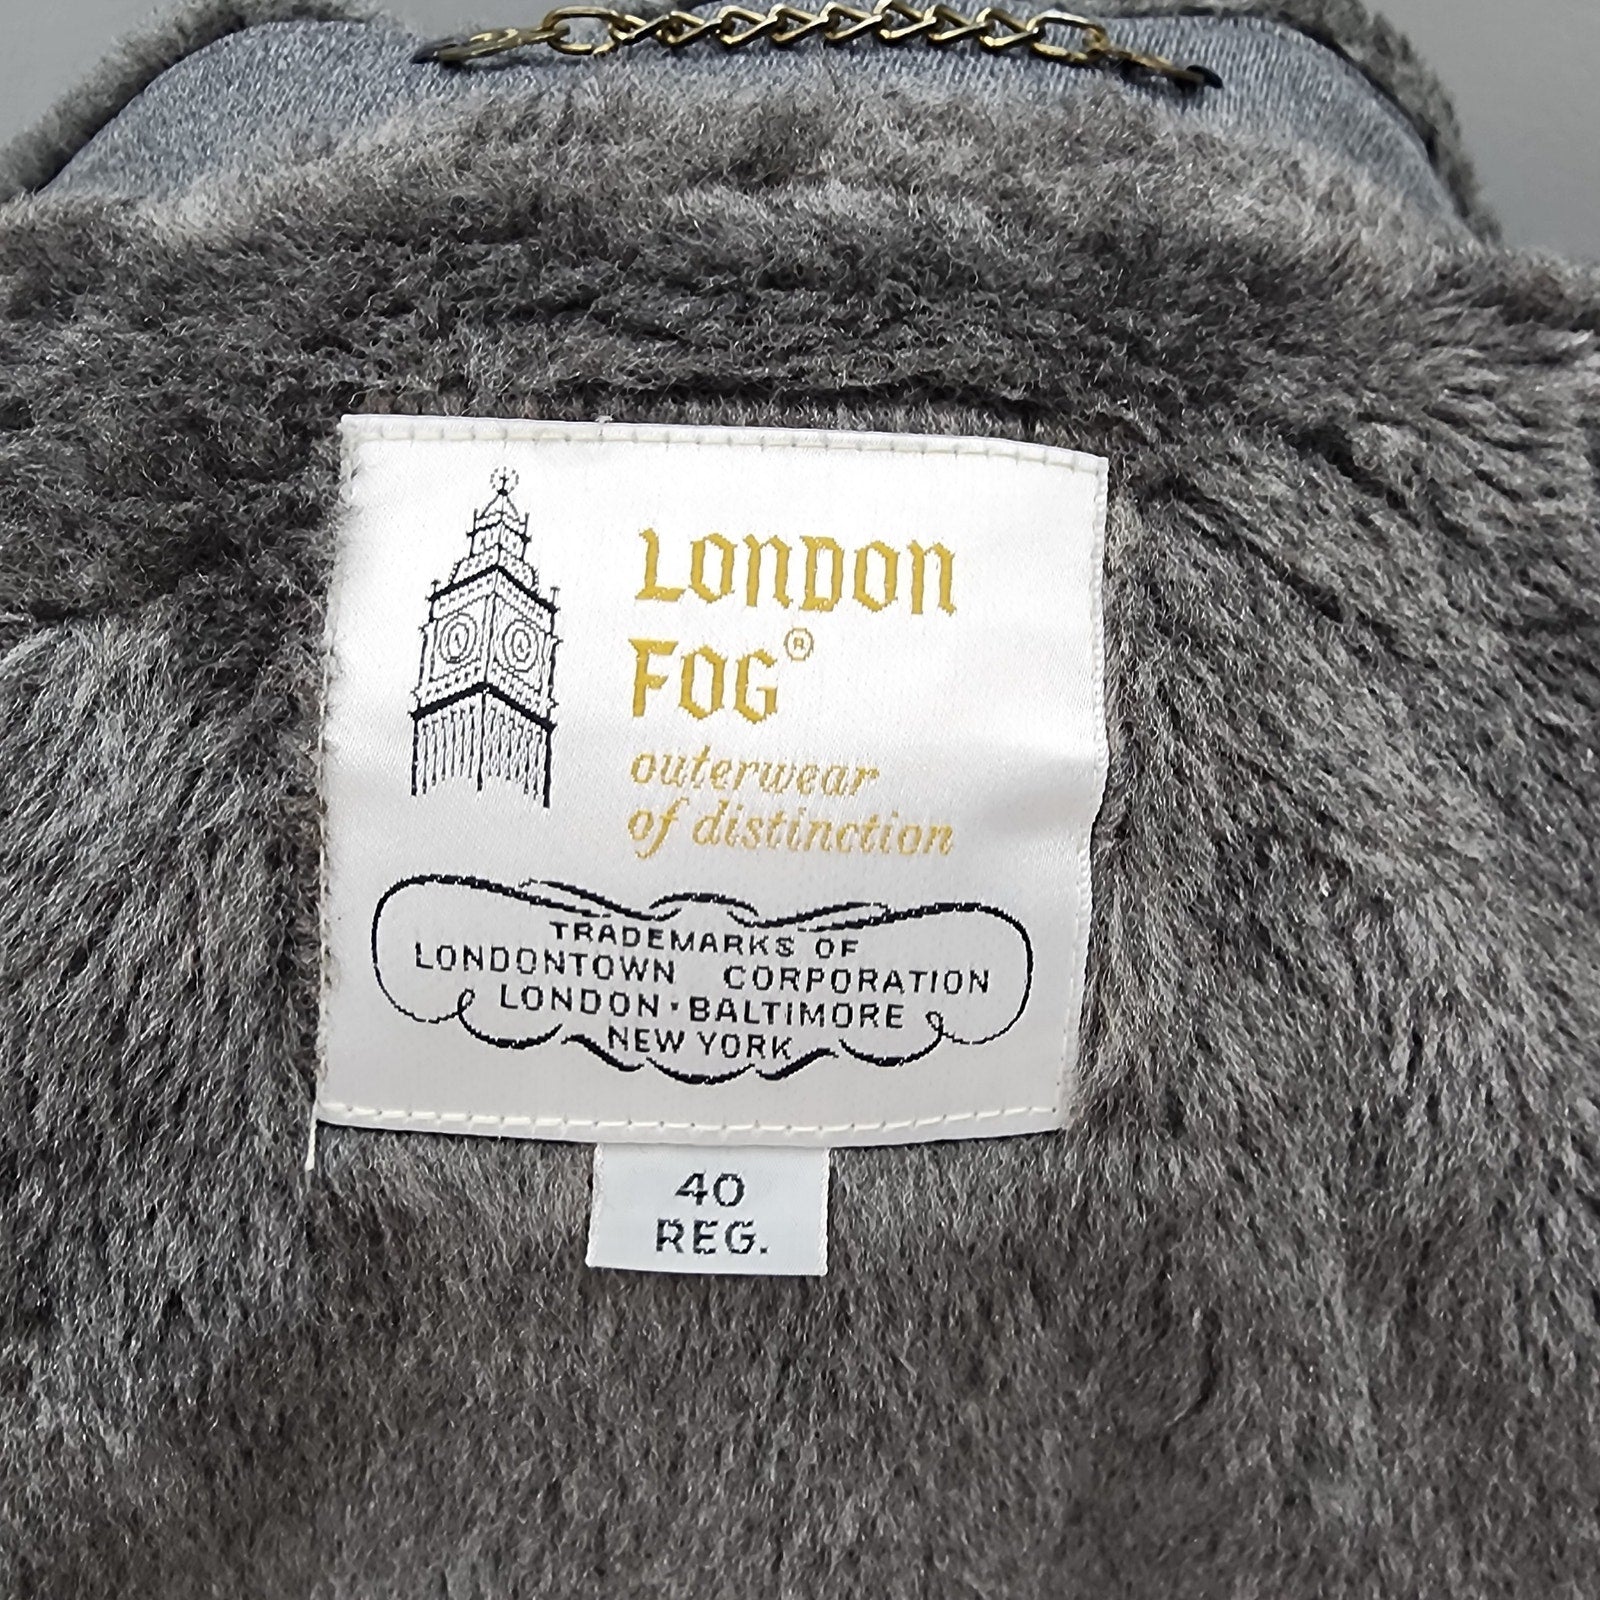 LONDON
FOG®
outerwear
of distinction
TRADEMARKS OF
LONDONTOWN CORPORATION
LONDON · BALTIMORE
NEW YORK
40
REG.